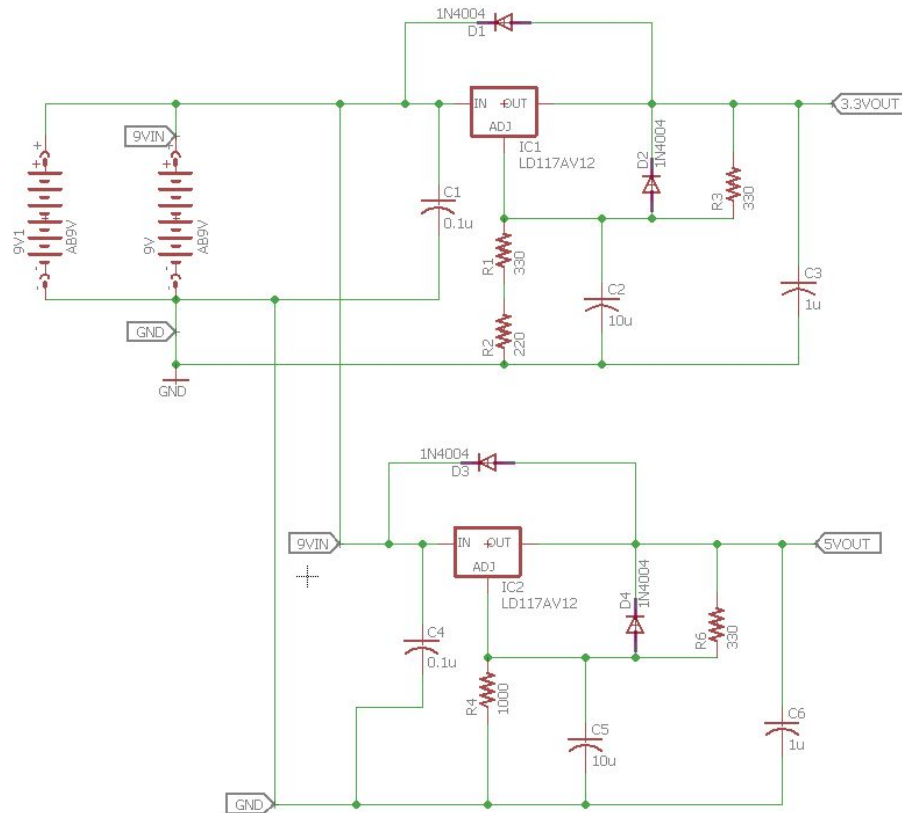 1N4004
D1
9VIN
IN
OUT
ADJ
IC1
LD117AV12
3.3VOUT
+
+
+
+
9V1
AB9V
9V
AB9V
-
-
C1
0.1u
D2
1N4004
R3
330
R1
330
R2
220
C2
10u
C3
1u
GND
GND
1N4004
D3
9VIN
IN
OUT
ADJ
IC2
LD117AV12
5VOUT
C4
0.1u
D4
1N4004
R6
330
R4
1000
C5
10u
C6
1u
GND